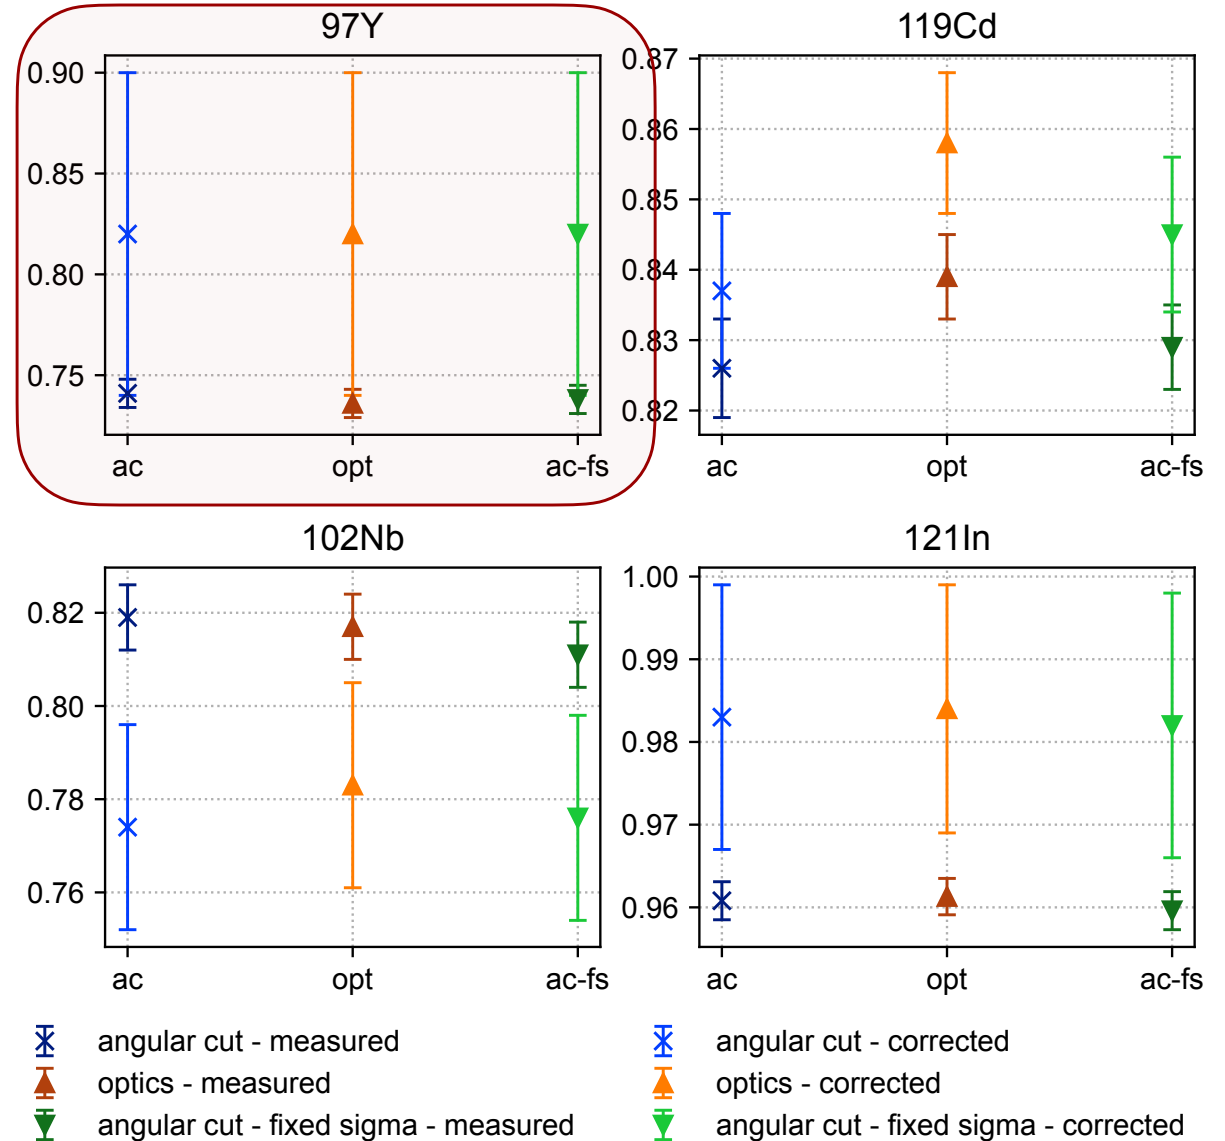 97Y
119Cd
0.90
0.85
0.80
0.75
ac
opt
ac-fs
0.87
0.86
0.85
0.84
0.83
0.82
ac
opt
ac-fs
102Nb
121In
0.82
0.80
0.78
0.76
ac
opt
ac-fs
1.00
0.99
0.98
0.97
0.96
ac
opt
ac-fs
angular cut - measured
optics - measured
angular cut - fixed sigma - measured
angular cut - corrected
optics - corrected
angular cut - fixed sigma - corrected